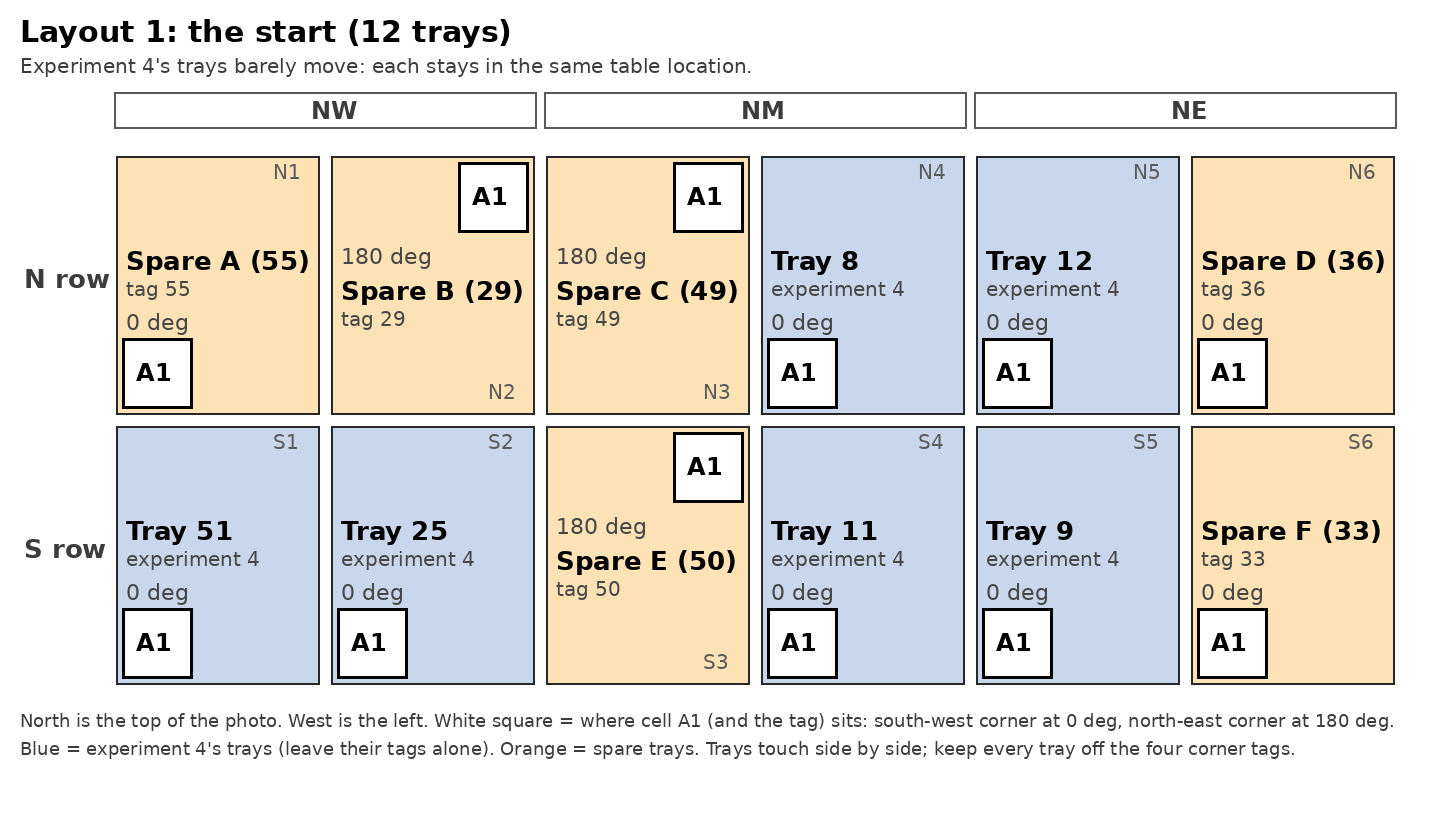 Layout 1: the start (12 trays)
Experiment 4's trays barely move: each stays in the same table location.
NW
NM
NE
N row
N1
Spare A (55)
tag 55
0 deg
A1
A1
180 deg
Spare B (29)
tag 29
N2
A1
180 deg
Spare C (49)
tag 49
N3
N4
Tray 8
experiment 4
0 deg
A1
N5
Tray 12
experiment 4
0 deg
A1
N6
Spare D (36)
tag 36
0 deg
A1
S row
S1
Tray 51
experiment 4
0 deg
A1
S2
Tray 25
experiment 4
0 deg
A1
A1
180 deg
Spare E (50)
tag 50
S3
S4
Tray 11
experiment 4
0 deg
A1
S5
Tray 9
experiment 4
0 deg
A1
S6
Spare F (33)
tag 33
0 deg
A1
North is the top of the photo. West is the left. White square = where cell A1 (and the tag) sits: south-west corner at 0 deg, north-east corner at 180 deg.
Blue = experiment 4's trays (leave their tags alone). Orange = spare trays. Trays touch side by side; keep every tray off the four corner tags.